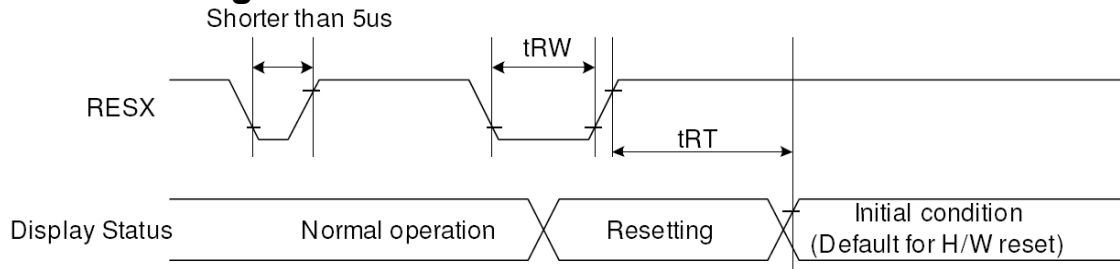 Shorter than 5us
tRW
RESX
tRT
Display Status
Normal operation
Resetting
Initial condition
(Default for H/W reset)